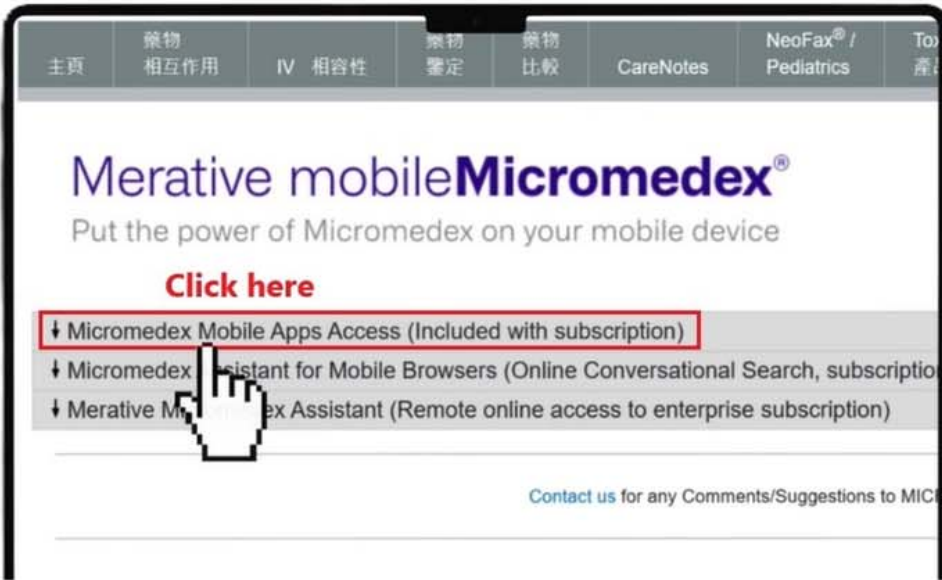 主頁
藥物
相互作用
IV 相容性
藥物
鑒定
藥物
比較
CareNotes
NeoFax® /
Pediatrics
Merative mobileMicromedex®
Put the power of Micromedex on your mobile device
Click here
Micromedex Mobile Apps Access (Included with subscription)
Micromedex for Mobile Browsers (Online Conversational Search,
Merative Assistant (Remote online access to enterprise subscription)
Contact us for any Comments/Suggestions to